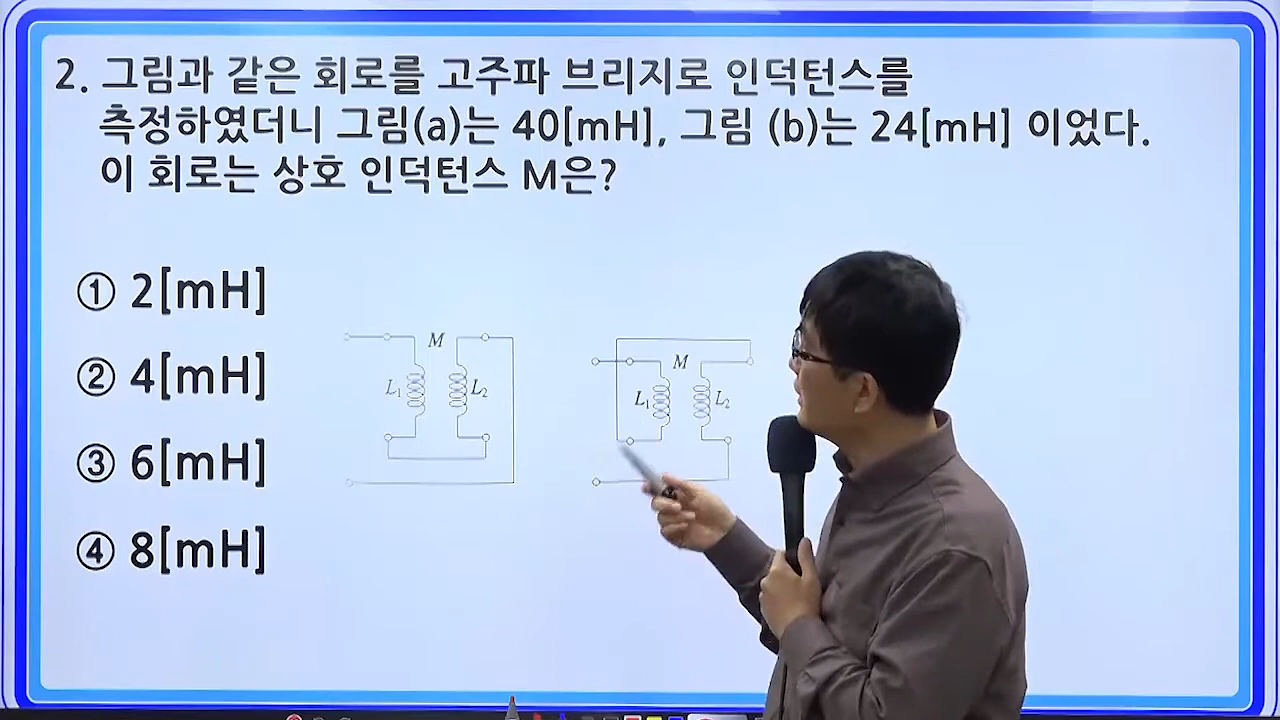 2. 그림과 같은 회로를 고주파 브리지로 인덕턴스를
측정하였더니 그림(a)는 40[mH], 그림 (b)는 24[mH] 이었다.
이 회로는 상호 인덕턴스 M은?
① 2[mH]
② 4[mH]
③ 6[mH]
④ 8[mH]
M
L₁
L₂
M
L₁
L₂